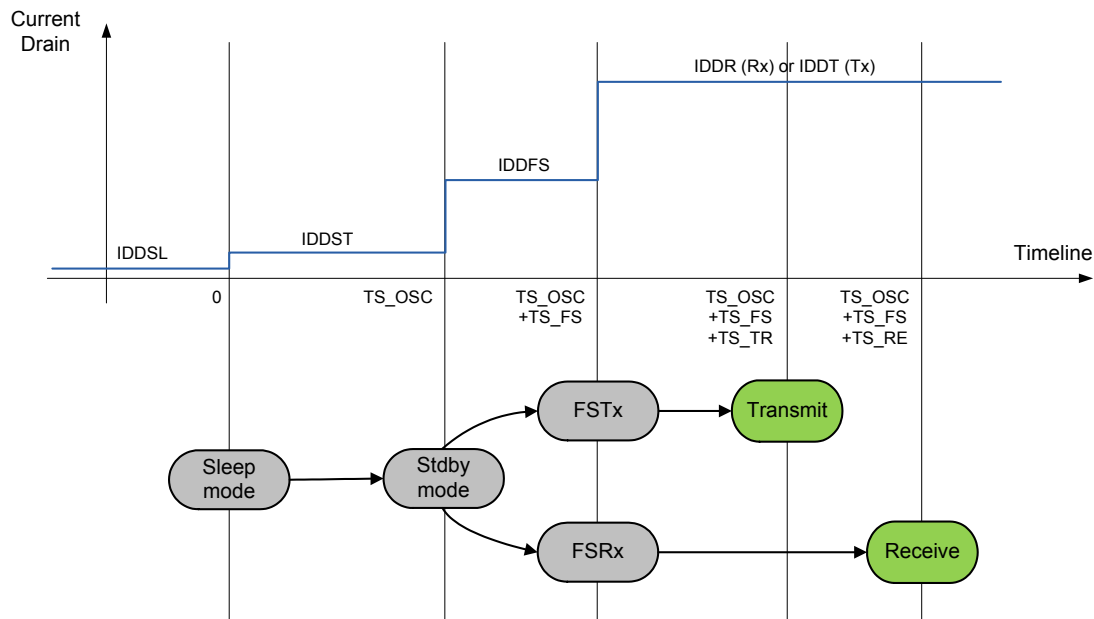 Current
Drain
IDDR (Rx) or IDDT (Tx)
IDDFS
IDDST
IDDSL
Timeline
0
TS_OSC
TS_OSC
+TS_FS
TS_OSC
+TS_FS
+TS_TR
TS_OSC
+TS_FS
+TS_RE
FSTx
Transmit
Sleep
mode
Stdby
mode
FSRx
Receive